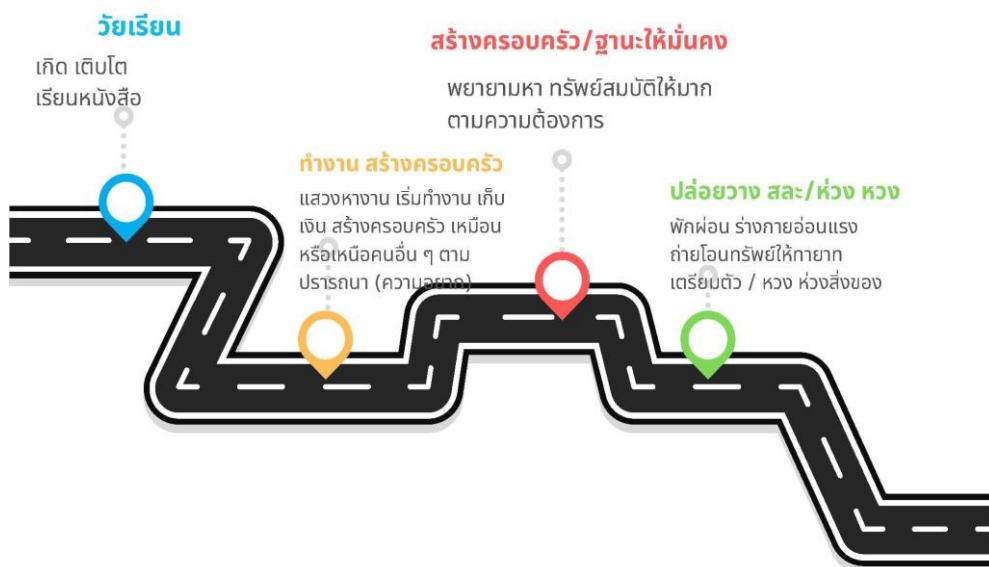 วัยเรียน
เกิด เติบโต
เรียนหนังสือ
ทำงาน สร้างครอบครัว
แสวงหางาน เริ่มทำงาน เก็บ
เงิน สร้างครอบครัว เหมือน
หรือเหนือคนอื่น ๆ ตาม
ปรารถนา (ความอยาก)
สร้างครอบครัว/ฐานะให้มั่นคง
พยายามหา ทรัพย์สมบัติให้มาก
ตามความต้องการ
ปล่อยวาง สละ/ห่วง หวง
พักผ่อน ร่างกายอ่อนแรง
ถ่ายโอนทรัพย์ให้ทายาท
เตรียมตัว / หวง ห่วงสิ่งของ